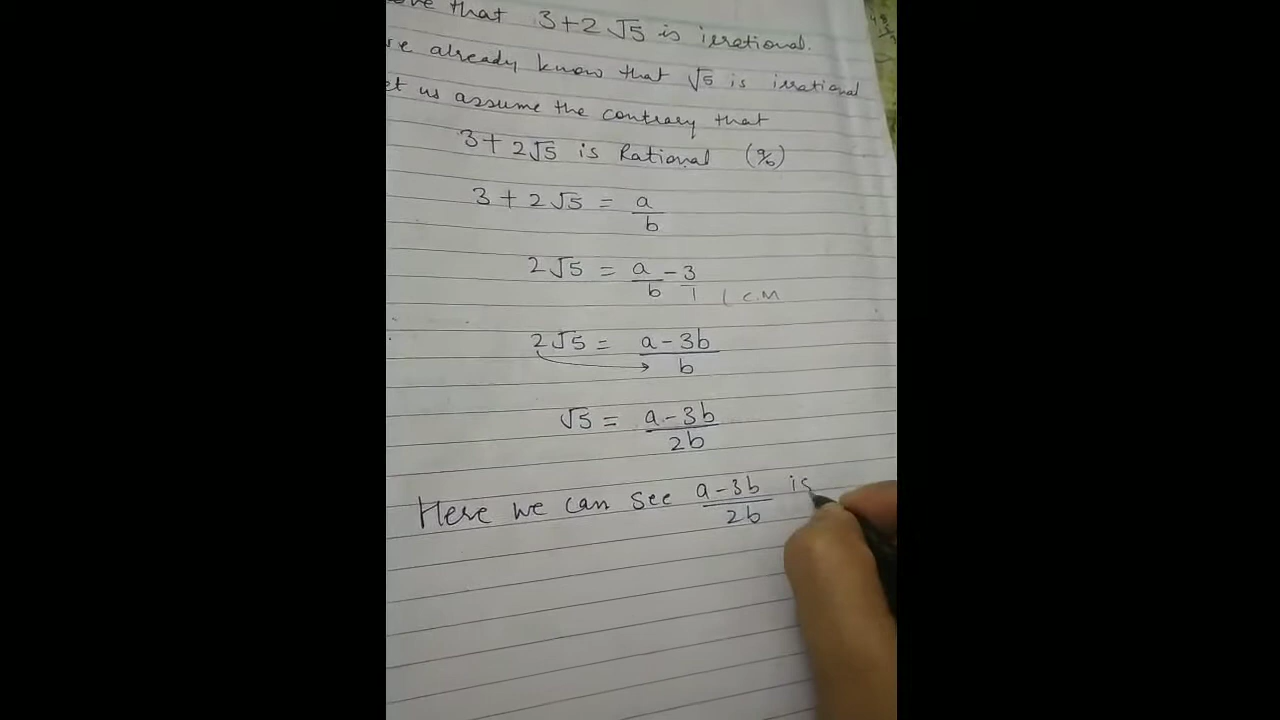 that 3+2√5 is irrational.
already know that √5 is irrational
us assume the contrary that
3+2√5 is Rational (%)
3 + 2√5 = a/b
2√5 = a/b - 3/1 L C.M
2√5 = a-3b/b
√5 = a-3b/2b
Here we can see a-3b/2b is